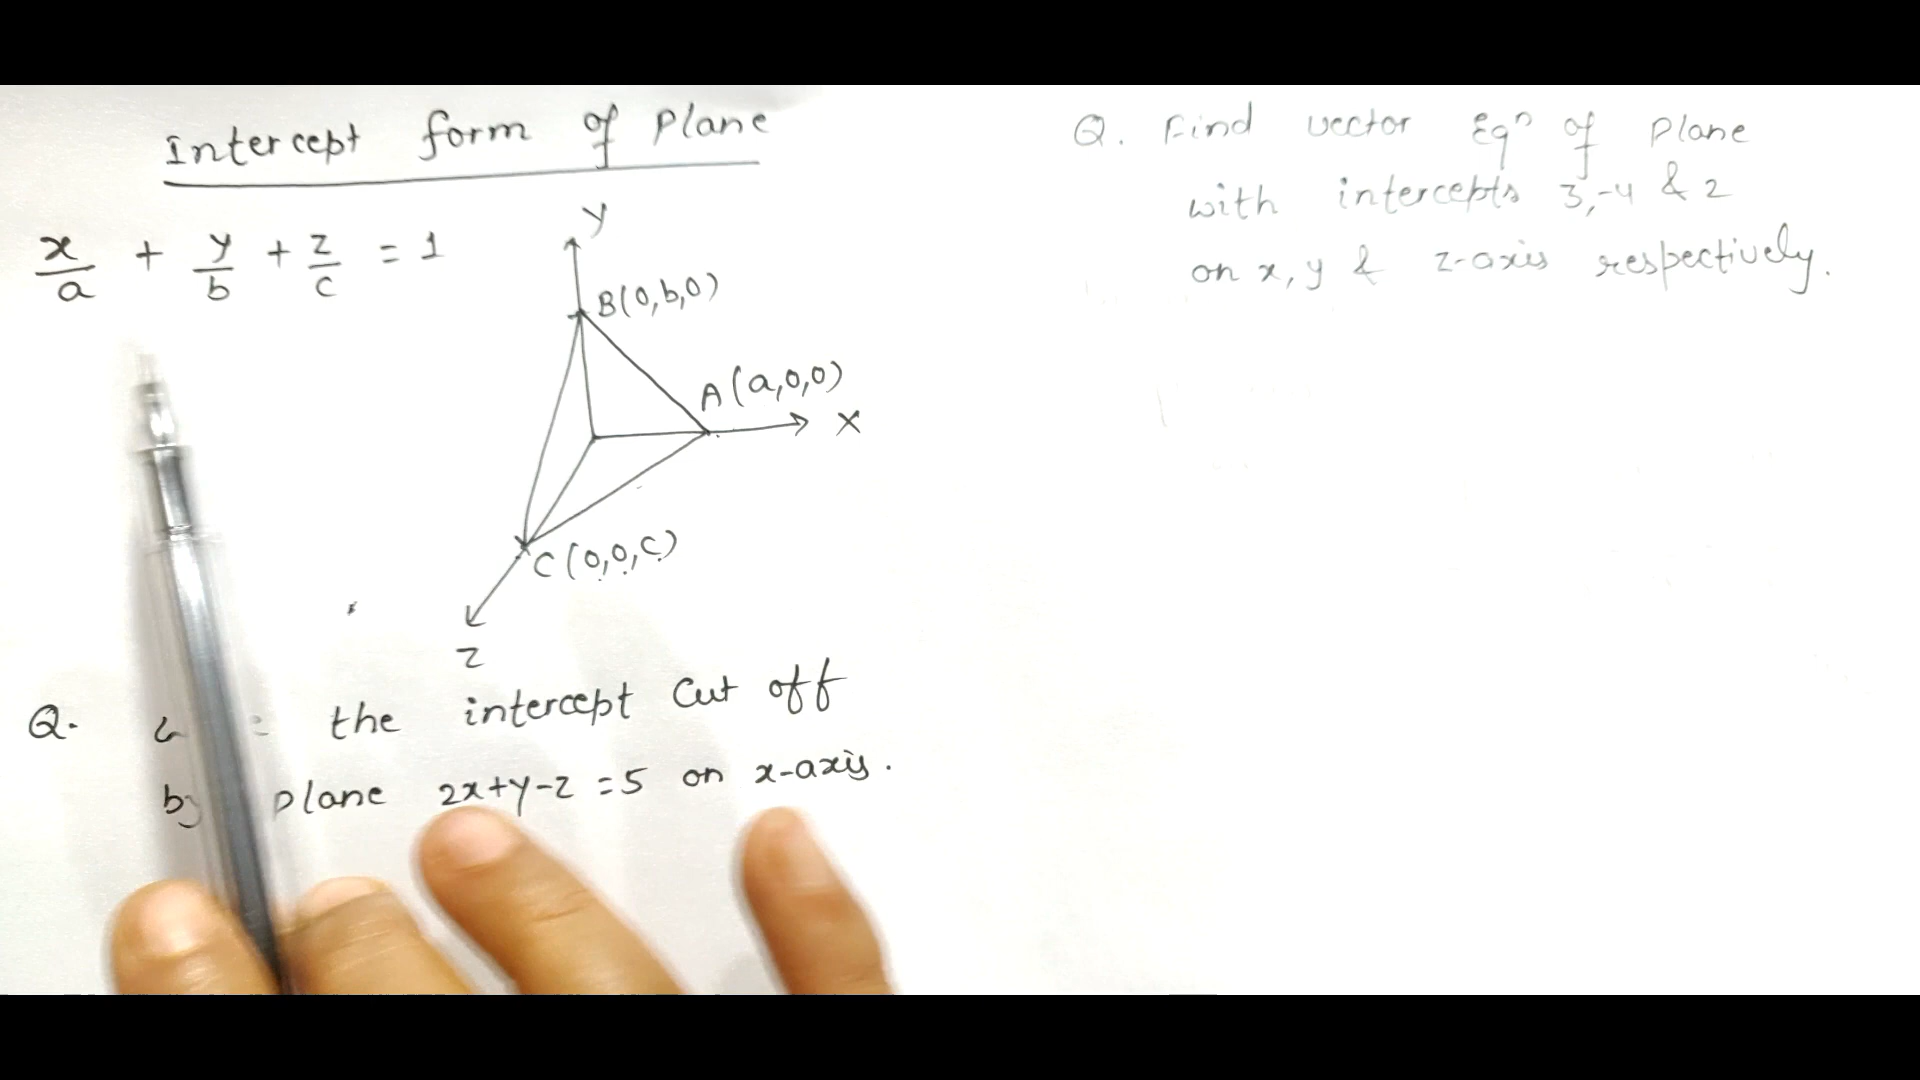 Intercept form of Plane
x/a + y/b + z/c = 1
Y
B(0,b,0)
A(a,0,0)
X
C(0,0,C)
Z
Q. the intercept cut off
plane 2x+y-z =5 on x-axis.
Q. Find vector Eqn of Plane
with intercepts 3,-4 & 2
on x, y & z-axis respectively.